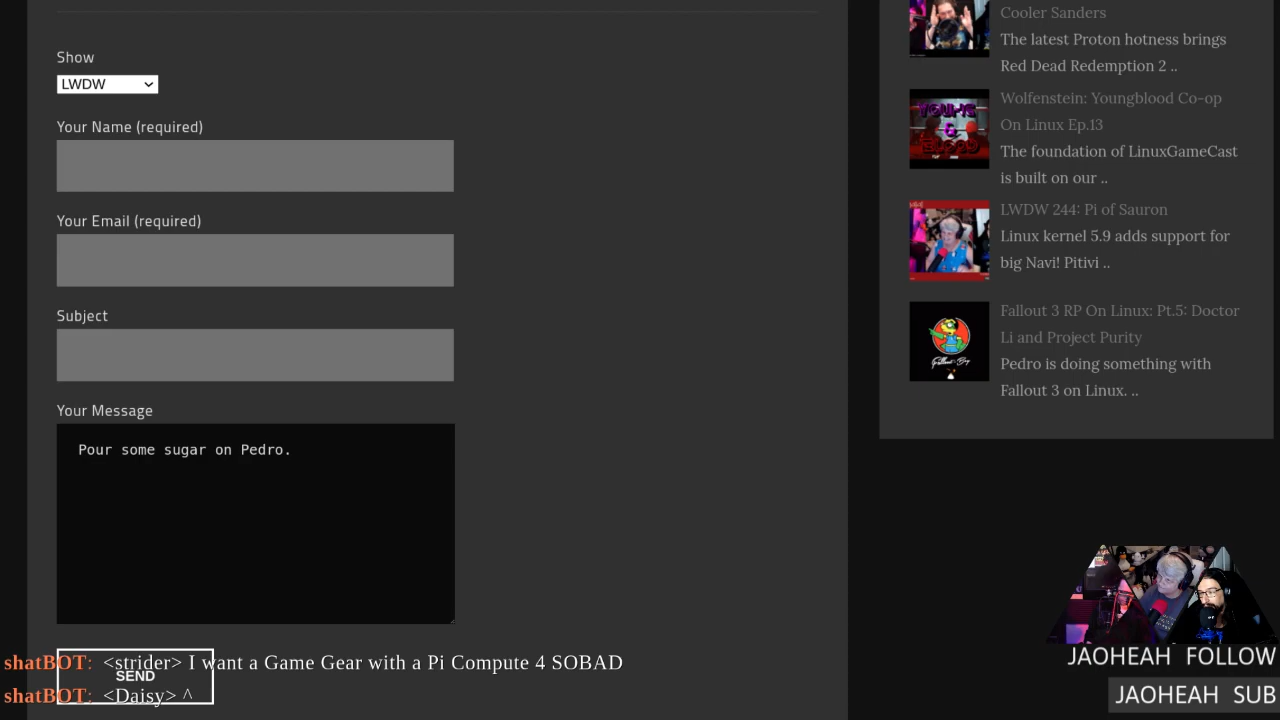 Show
LWDW
Your Name (required)
Your Email (required)
Subject
Your Message
Pour some sugar on Pedro.
SEND
shatBOT: <strider> I want a Game Gear with a Pi Compute 4 SOBAD
shatBOT: <Daisy> ^
Cooler Sanders
The latest Proton hotness brings
Red Dead Redemption 2 ..
Wolfenstein: Youngblood Co-op
On Linux Ep.13
The foundation of LinuxGameCast
is built on our ..
LWDW 244: Pi of Sauron
Linux kernel 5.9 adds support for
big Navi! Pitivi ..
Fallout 3 RP On Linux: Pt.5: Doctor
Li and Project Purity
Pedro is doing something with
Fallout 3 on Linux. ..
JAOHEAH FOLLOW
JAOHEAH SUB